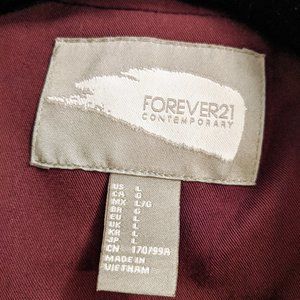 FOREVER21
CONTEMPORARY
US L
CA G
MX L/G
BR G
EU L
UK L
KR L
JP L
CN 170/99A
MADE IN
VIETNAM